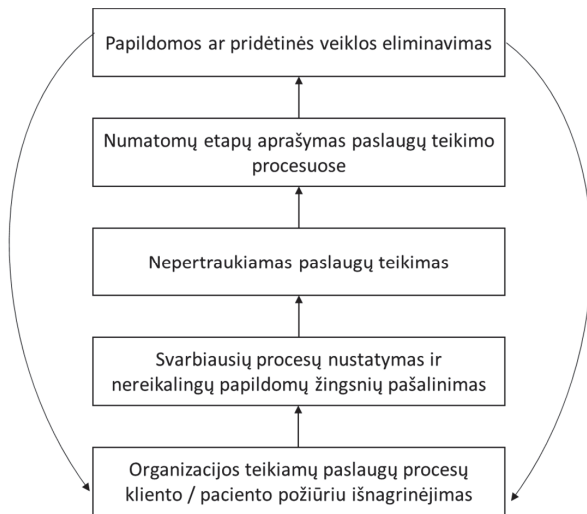 Papildomos ar pridėtinės veiklos eliminavimas
Numatomų etapų aprašymas paslaugų teikimo
procesuose
Nepertraukiamas paslaugų teikimas
Svarbiausių procesų nustatymas ir
nereikalingų papildomų žingsnių pašalinimas
Organizacijos teikiamų paslaugų procesų
kliento / paciento požiūriu išnagrinėjimas